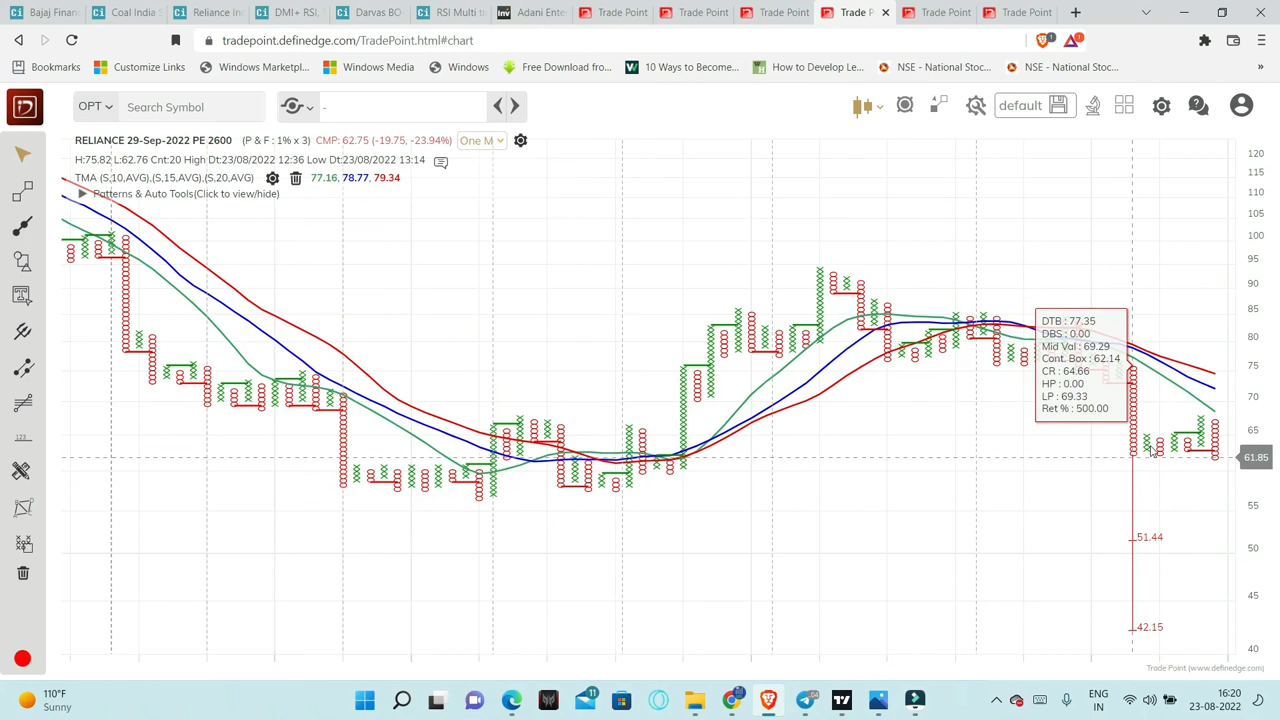 Bajaj Finan
Coal India S
Reliance Ind
DMI+ RSI,
Darvas BO-
RSI Multi ti
Adani Enter
Trade Point
Trade Point
Trade Point
Trade P
Trade Point
Trade Point
tradepoint.definedge.com/TradePoint.html#chart
Bookmarks
Customize Links
Windows Marketpl...
Windows Media
Windows
Free Download from...
10 Ways to Become...
How to Develop Le...
NSE - National Stoc...
NSE - National Stoc...
OPT
Search Symbol
-
default
RELIANCE 29-Sep-2022 PE 2600 (P & F : 1% x 3) CMP: 62.75 (-19.75, -23.94%) One M
H:75.82 L:62.76 Cnt:20 High Dt:23/08/2022 12:36 Low Dt:23/08/2022 13:14
TMA (S,10,AVG),(S,15,AVG),(S,20,AVG) 77.16, 78.77, 79.34
Patterns & Auto Tools(Click to view/hide)
120
115
110
105
100
95
90
85
80
75
70
65
61.85
55
50
45
40
DTB : 77.35
DBS : 0.00
Mid Val : 69.29
Cont. Box : 62.14
CR : 64.66
HP : 0.00
LP : 69.33
Ret % : 500.00
51.44
42.15
123
Trade Point (www.definedge.com)
110°F
Sunny
11
04
ENG
IN
16:20
23-08-2022